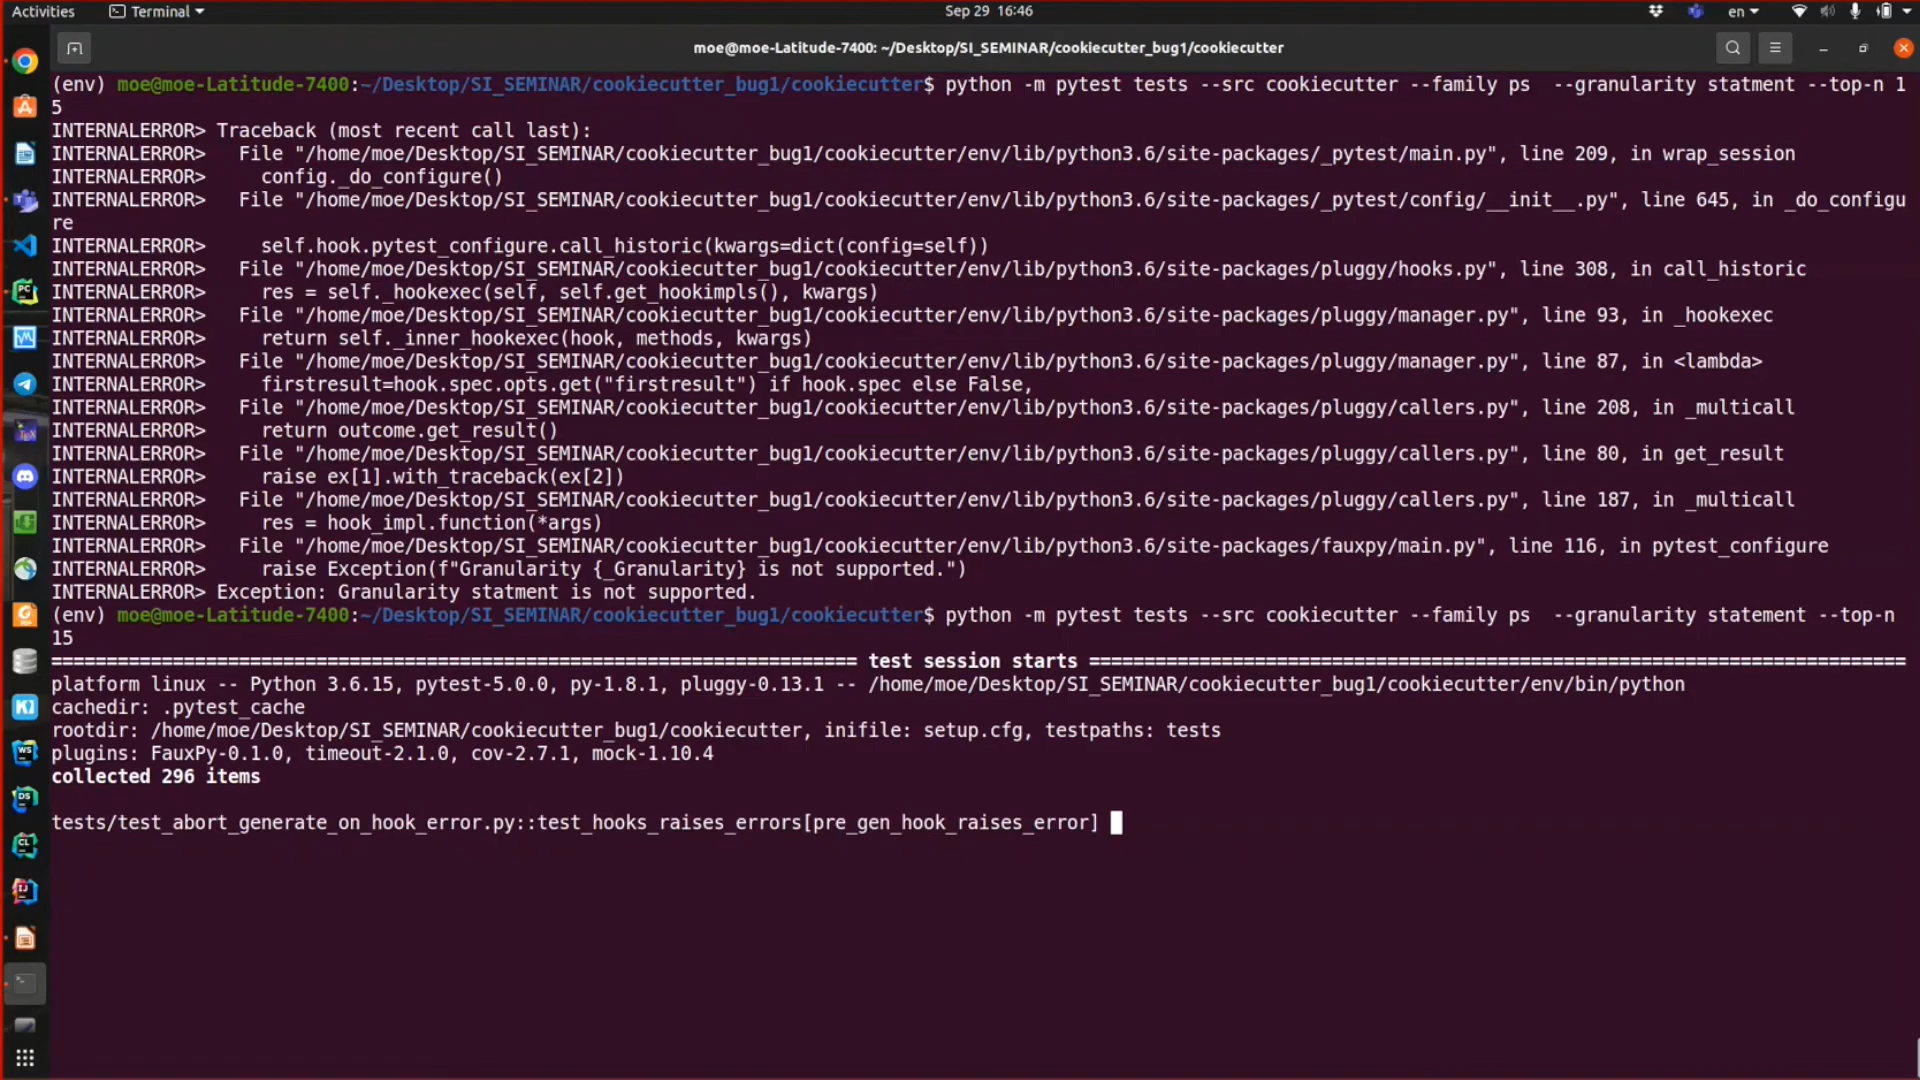 Activities Terminal Sep 29 16:46 en
moe@moe-Latitude-7400: ~/Desktop/SI_SEMINAR/cookiecutter_bug1/cookiecutter
(env) moe@moe-Latitude-7400:~/Desktop/SI_SEMINAR/cookiecutter_bug1/cookiecutter$ python -m pytest tests --src cookiecutter --family ps  --granularity statment --top-n 1
5
INTERNALERROR> Traceback (most recent call last):
INTERNALERROR>   File "/home/moe/Desktop/SI_SEMINAR/cookiecutter_bug1/cookiecutter/env/lib/python3.6/site-packages/_pytest/main.py", line 209, in wrap_session
INTERNALERROR>     config._do_configure()
INTERNALERROR>   File "/home/moe/Desktop/SI_SEMINAR/cookiecutter_bug1/cookiecutter/env/lib/python3.6/site-packages/_pytest/config/__init__.py", line 645, in _do_configu
re
INTERNALERROR>     self.hook.pytest_configure.call_historic(kwargs=dict(config=self))
INTERNALERROR>   File "/home/moe/Desktop/SI_SEMINAR/cookiecutter_bug1/cookiecutter/env/lib/python3.6/site-packages/pluggy/hooks.py", line 308, in call_historic
INTERNALERROR>     res = self._hookexec(self, self.get_hookimpls(), kwargs)
INTERNALERROR>   File "/home/moe/Desktop/SI_SEMINAR/cookiecutter_bug1/cookiecutter/env/lib/python3.6/site-packages/pluggy/manager.py", line 93, in _hookexec
INTERNALERROR>     return self._inner_hookexec(hook, methods, kwargs)
INTERNALERROR>   File "/home/moe/Desktop/SI_SEMINAR/cookiecutter_bug1/cookiecutter/env/lib/python3.6/site-packages/pluggy/manager.py", line 87, in <lambda>
INTERNALERROR>     firstresult=hook.spec.opts.get("firstresult") if hook.spec else False,
INTERNALERROR>   File "/home/moe/Desktop/SI_SEMINAR/cookiecutter_bug1/cookiecutter/env/lib/python3.6/site-packages/pluggy/callers.py", line 208, in _multicall
INTERNALERROR>     return outcome.get_result()
INTERNALERROR>   File "/home/moe/Desktop/SI_SEMINAR/cookiecutter_bug1/cookiecutter/env/lib/python3.6/site-packages/pluggy/callers.py", line 80, in get_result
INTERNALERROR>     raise ex[1].with_traceback(ex[2])
INTERNALERROR>   File "/home/moe/Desktop/SI_SEMINAR/cookiecutter_bug1/cookiecutter/env/lib/python3.6/site-packages/pluggy/callers.py", line 187, in _multicall
INTERNALERROR>     res = hook_impl.function(*args)
INTERNALERROR>   File "/home/moe/Desktop/SI_SEMINAR/cookiecutter_bug1/cookiecutter/env/lib/python3.6/site-packages/fauxpy/main.py", line 116, in pytest_configure
INTERNALERROR>     raise Exception(f"Granularity {_Granularity} is not supported.")
INTERNALERROR> Exception: Granularity statment is not supported.
(env) moe@moe-Latitude-7400:~/Desktop/SI_SEMINAR/cookiecutter_bug1/cookiecutter$ python -m pytest tests --src cookiecutter --family ps  --granularity statement --top-n
15
========================================================================= test session starts ==========================================================================
platform linux -- Python 3.6.15, pytest-5.0.0, py-1.8.1, pluggy-0.13.1 -- /home/moe/Desktop/SI_SEMINAR/cookiecutter_bug1/cookiecutter/env/bin/python
cachedir: .pytest_cache
rootdir: /home/moe/Desktop/SI_SEMINAR/cookiecutter_bug1/cookiecutter, inifile: setup.cfg, testpaths: tests
plugins: FauxPy-0.1.0, timeout-2.1.0, cov-2.7.1, mock-1.10.4
collected 296 items
tests/test_abort_generate_on_hook_error.py::test_hooks_raises_errors[pre_gen_hook_raises_error]